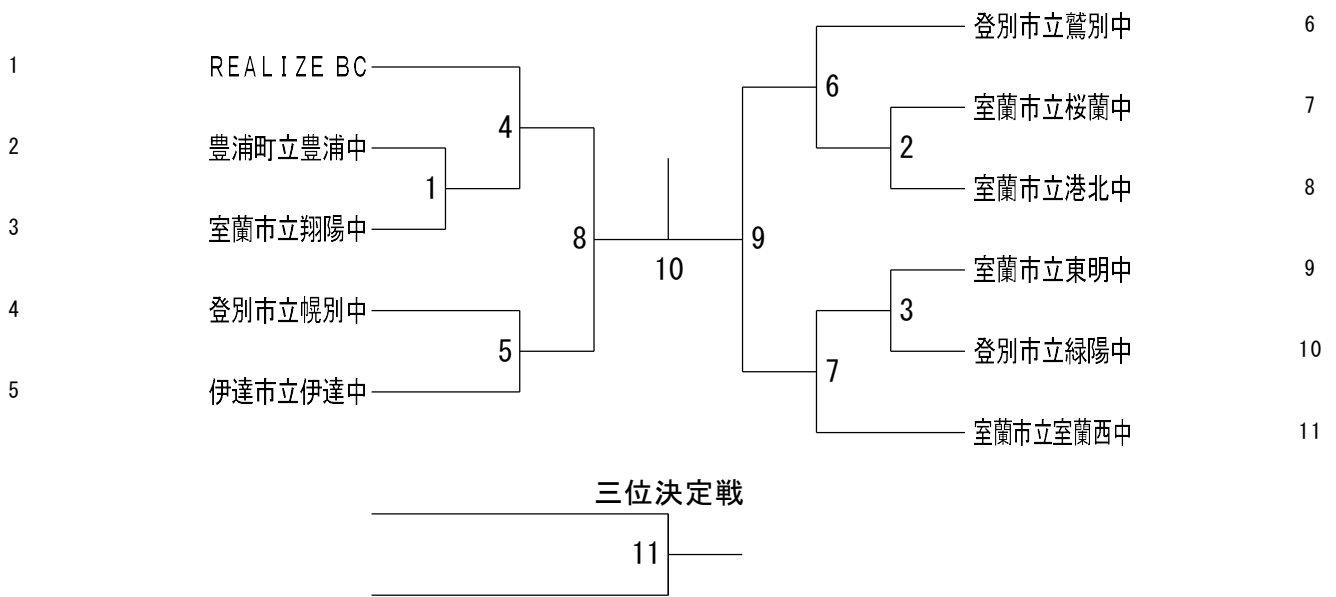 1 REALIZE BC
2 豊浦町立豊浦中
3 室蘭市立翔陽中
4 登別市立幌別中
5 伊達市立伊達中
4
1
5
8
10
9
6
2
3
7
登別市立鷲別中 6
室蘭市立桜蘭中 7
室蘭市立港北中 8
室蘭市立東明中 9
登別市立緑陽中 10
室蘭市立室蘭西中 11
三位決定戦
11